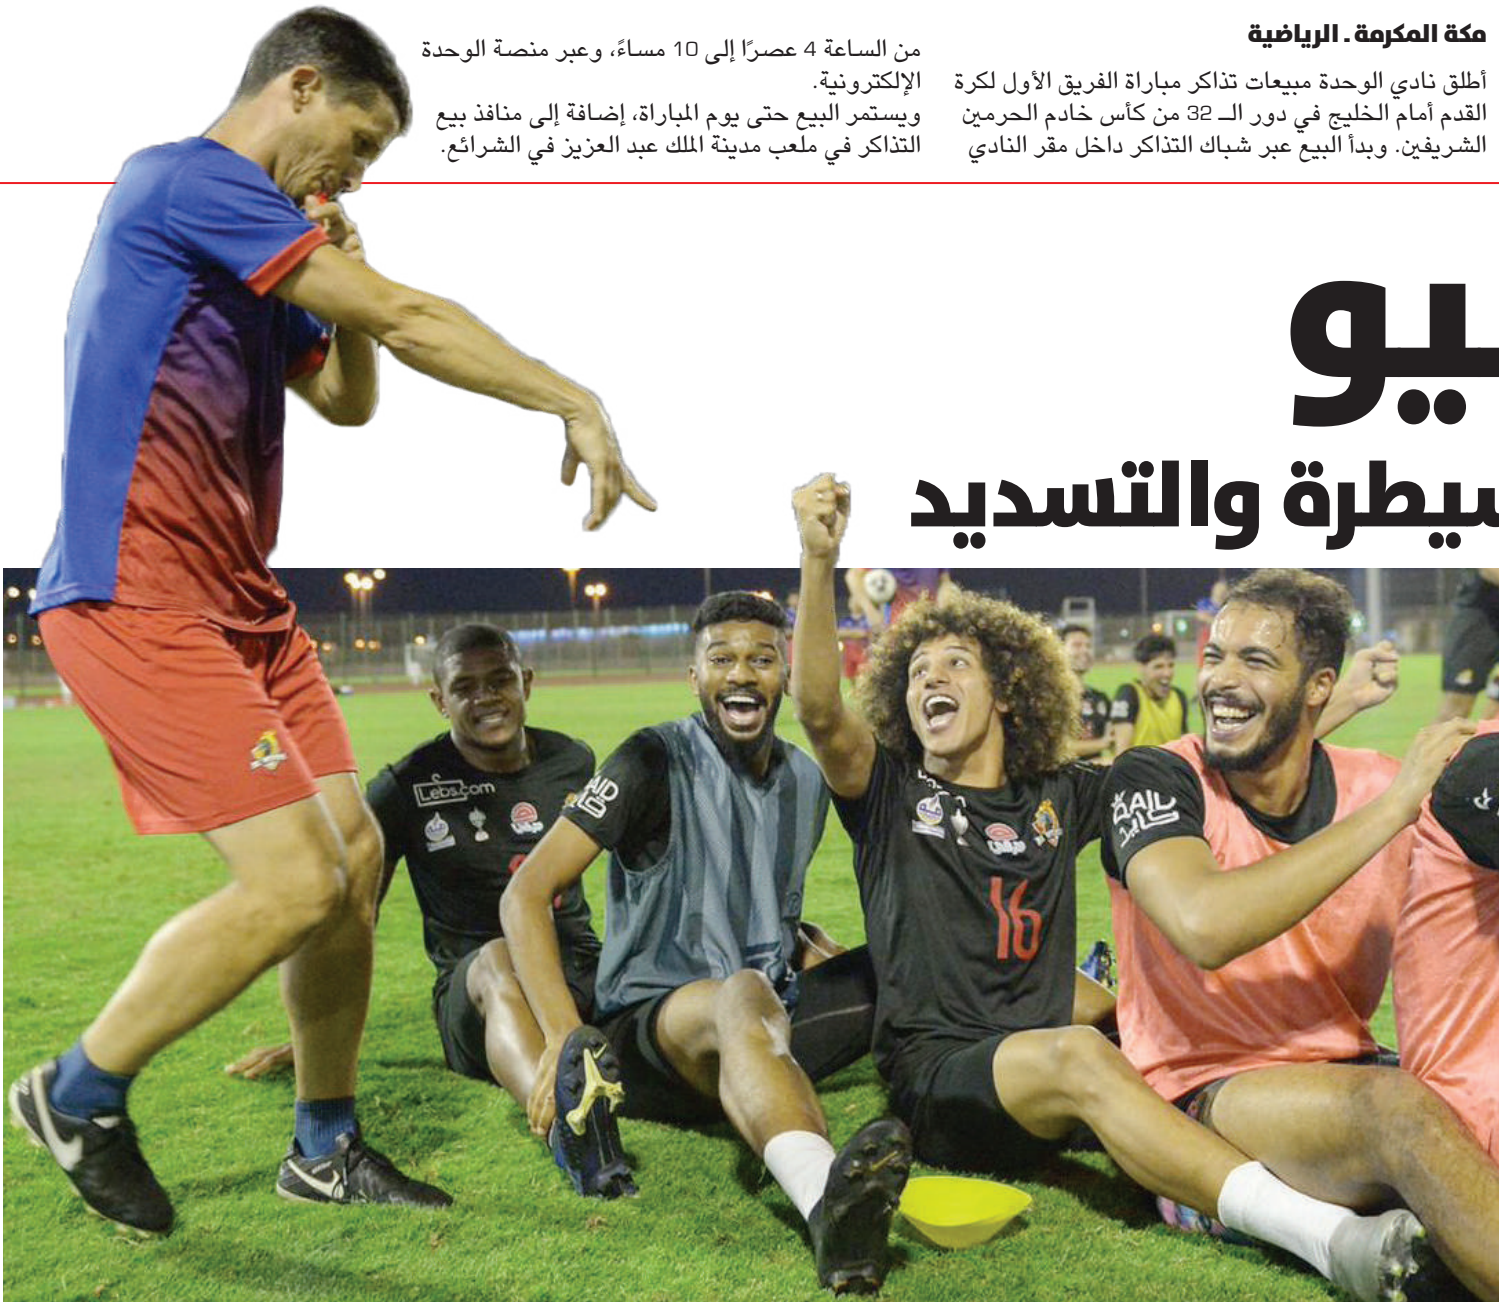 مكة المكرمة ـ الرياضية
أطلق نادي الوحدة مبيعات تذاكر مباراة الفريق الأول لكرة
القدم أمام الخليج في دور الــ 32 من كأس خادم الحرمين
الشريفين. وبدأ البيع عبر شباك التذاكر داخل مقر النادي
من الساعة 4 عصرًا إلى 10 مساءً، وعبر منصة الوحدة
الإلكترونية.
ويستمر البيع حتى يوم المباراة، إضافة إلى منافذ بيع
التذاكر في ملعب مدينة الملك عبد العزيز في الشرائع.
ـيو
ـسيطرة والتسديد
Lebs.com
16